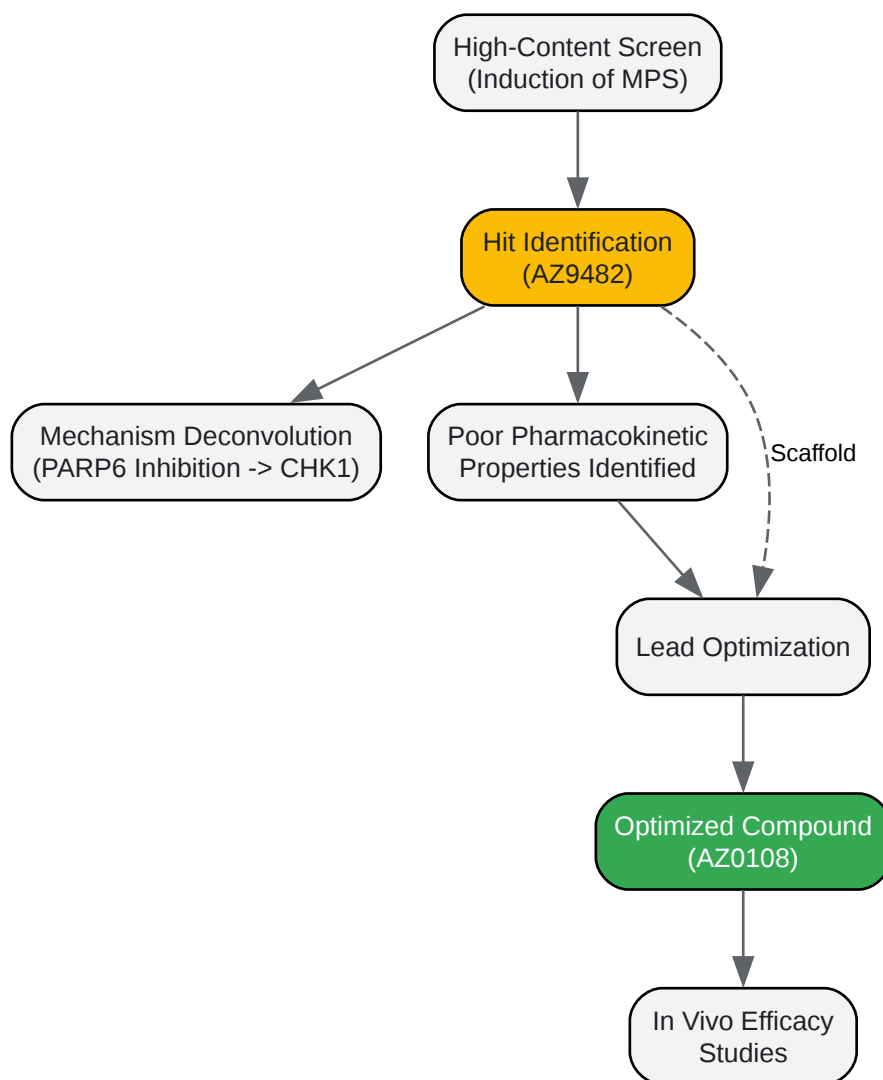 High-Content Screen
(Induction of MPS)
Hit Identification
(AZ9482)
Mechanism Deconvolution
(PARP6 Inhibition -> CHK1)
Poor Pharmacokinetic
Properties Identified
Scaffold
Lead Optimization
Optimized Compound
(AZ0108)
In Vivo Efficacy
Studies